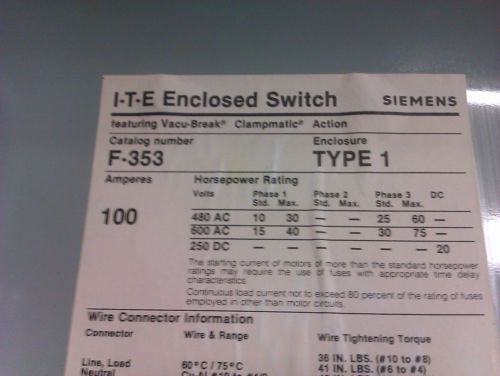 I-T-E Enclosed Switch SIEMENS
featuring Vacu-Break® Clampmatic® Action
Catalog number Enclosure
F-353 TYPE 1
Amperes Horsepower Rating
Volts Phase 1 Phase 2 Phase 3 DC
Std. Max. Std. Max. Std. Max.
100
480 AC 10 30 — — 25 60 —
600 AC 15 40 — — 30 75 —
250 DC — — — — — — 20
The starting current of motors of more than the standard horsepower
ratings may require the use of fuses with appropriate time delay
characteristics
Continuous load current not to exceed 80 percent of the rating of fuses
employed in other than motor circuits.
Wire Connector Information
Connector Wire & Range Wire Tightening Torque
Line, Load 60°C / 75°C 36 IN. LBS. (#10 to #8)
Neutral 41 IN. LBS. (#6 to #4)